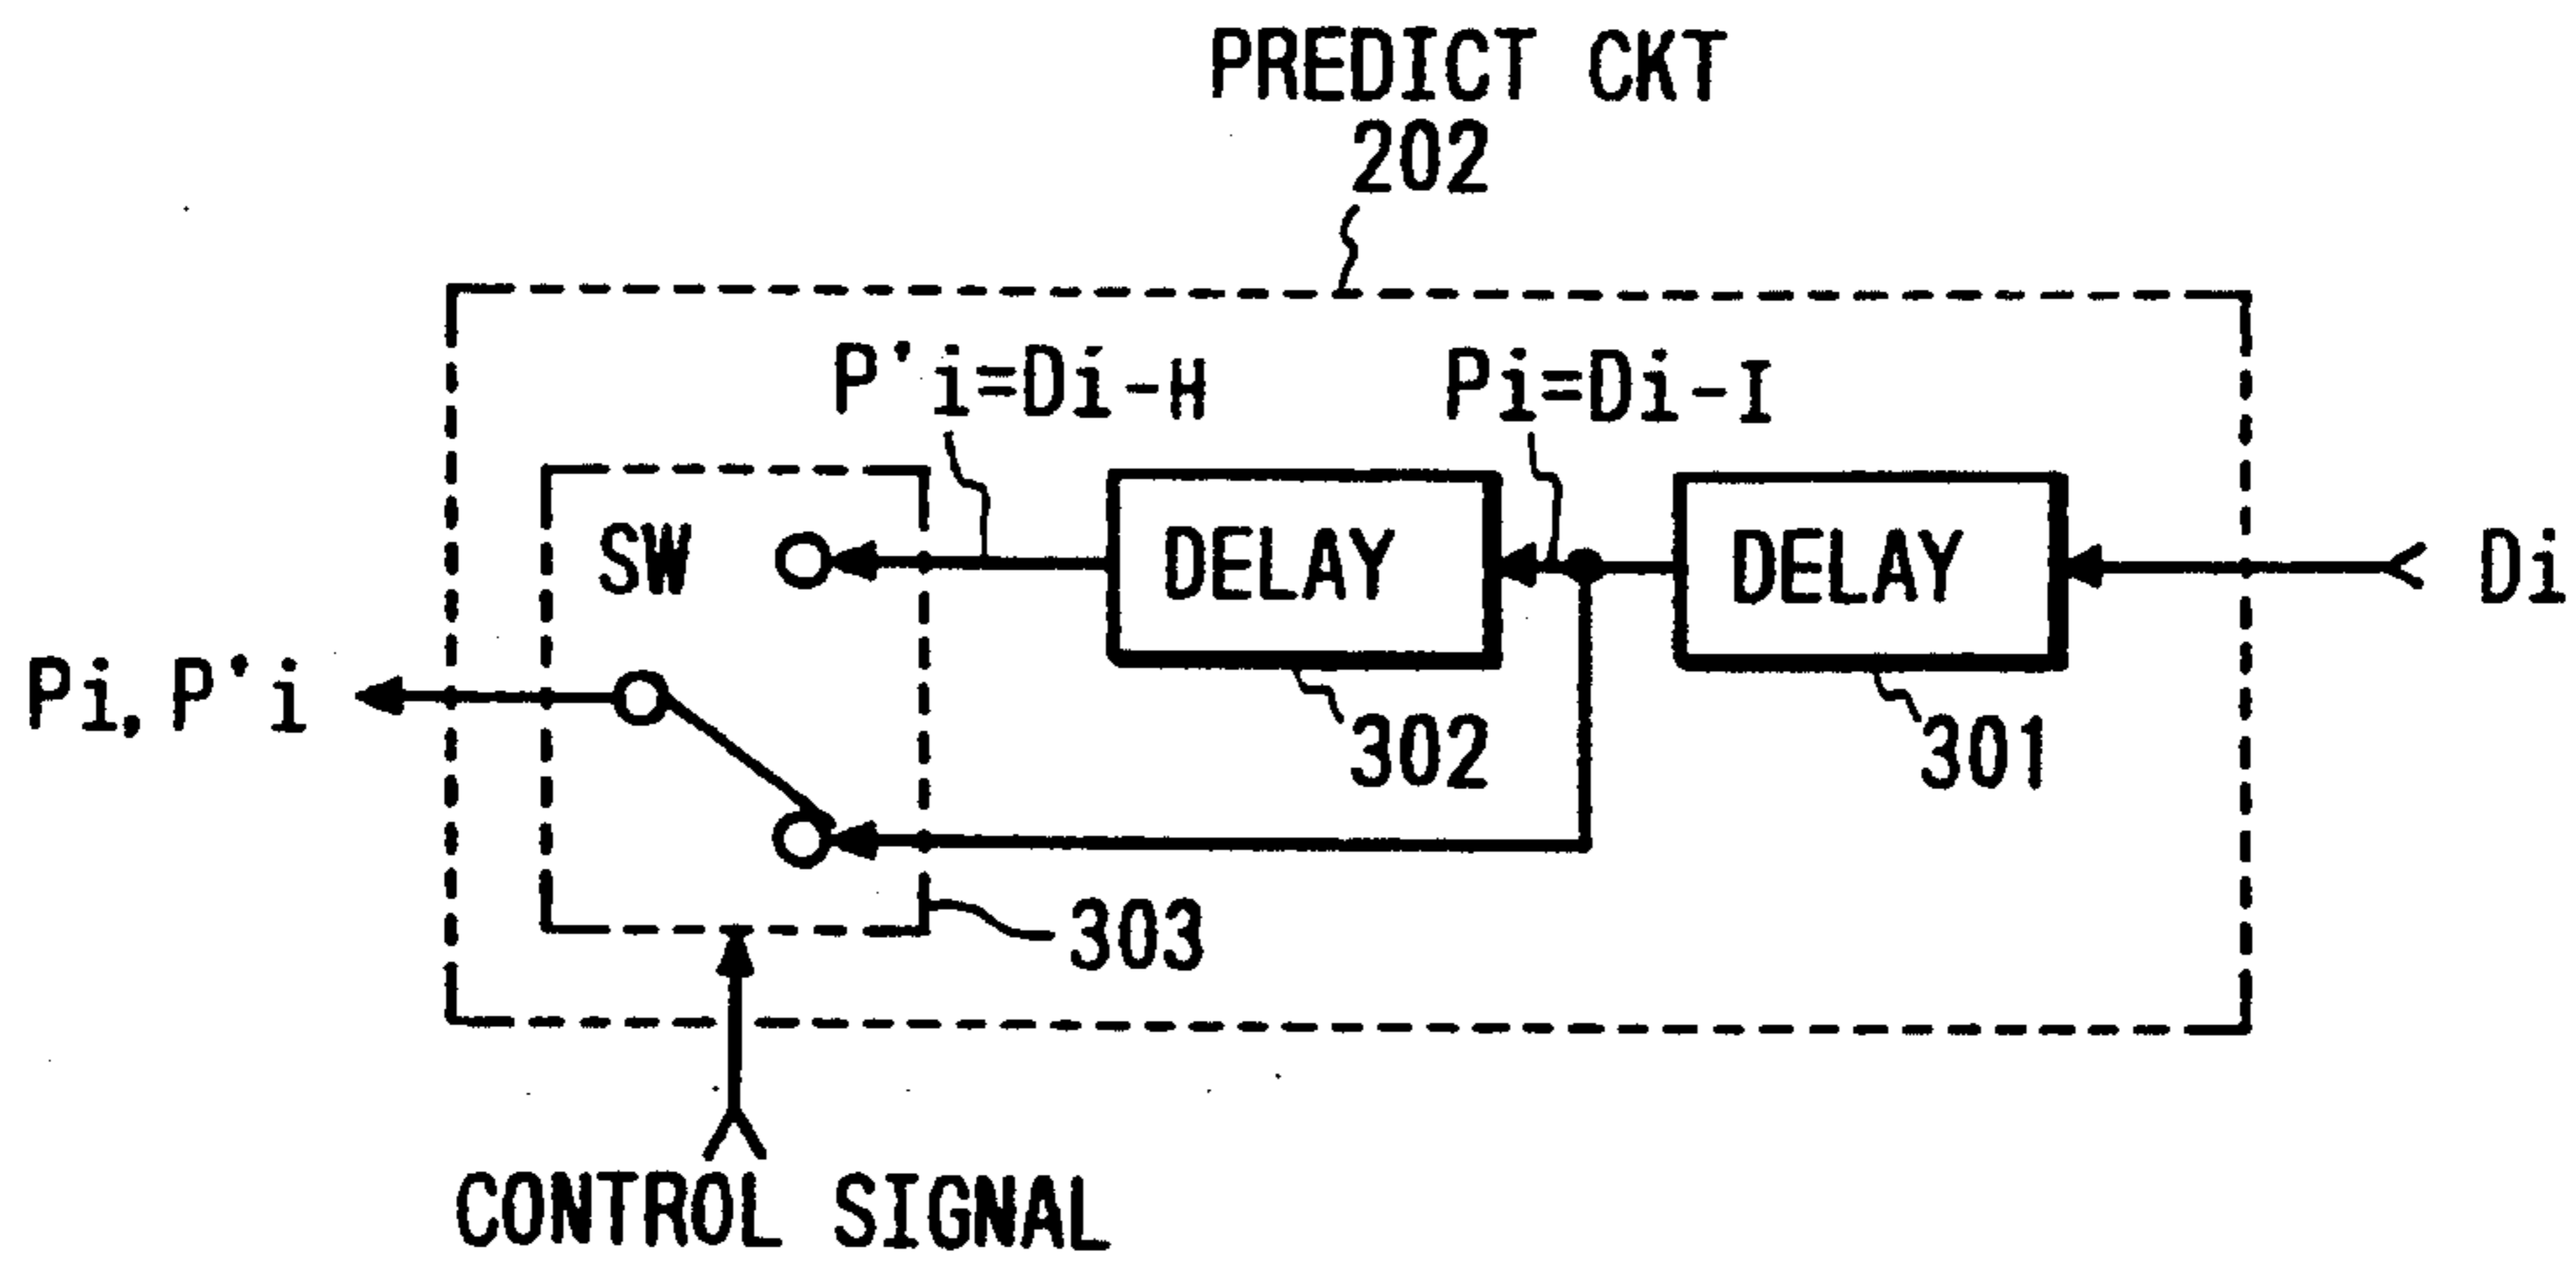 PREDICT CKT
202
P'i=Di-H
Pi=Di-I
SW
DELAY
DELAY
Di
Pi, P'i
302
301
303
CONTROL SIGNAL